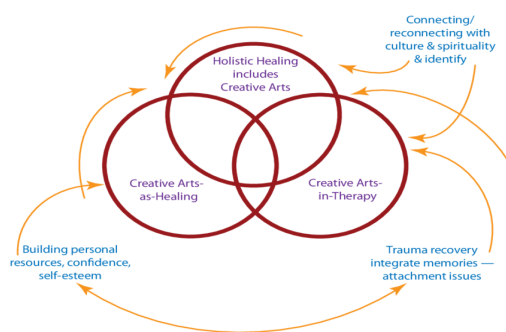 Connecting/
reconnecting with
culture & spirituality
& identify
Holistic Healing
includes
Creative Arts
Creative Arts-
as-Healing
Creative Arts-
in-Therapy
Building personal
resources, confidence,
self-esteem
Trauma recovery
integrate memories —
attachment issues